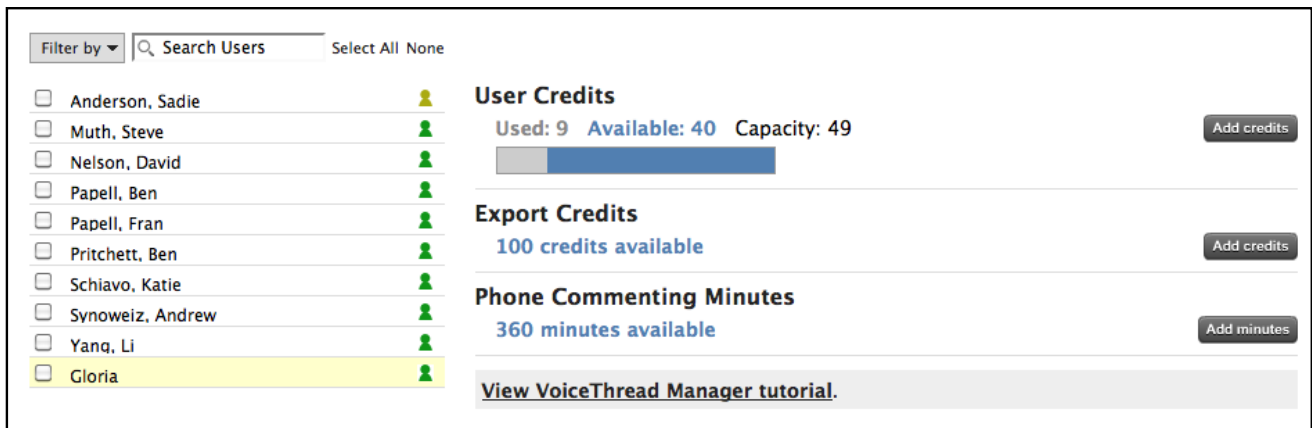 Filter by Search Users Select All None
Anderson, Sadie
Muth, Steve
Nelson, David
Papell, Ben
Papell, Fran
Pritchett, Ben
Schiavo, Katie
Synoweiz, Andrew
Yang, Li
Gloria
User Credits
Used: 9 Available: 40 Capacity: 49
Add credits
Export Credits
100 credits available
Add credits
Phone Commenting Minutes
360 minutes available
Add minutes
View VoiceThread Manager tutorial.